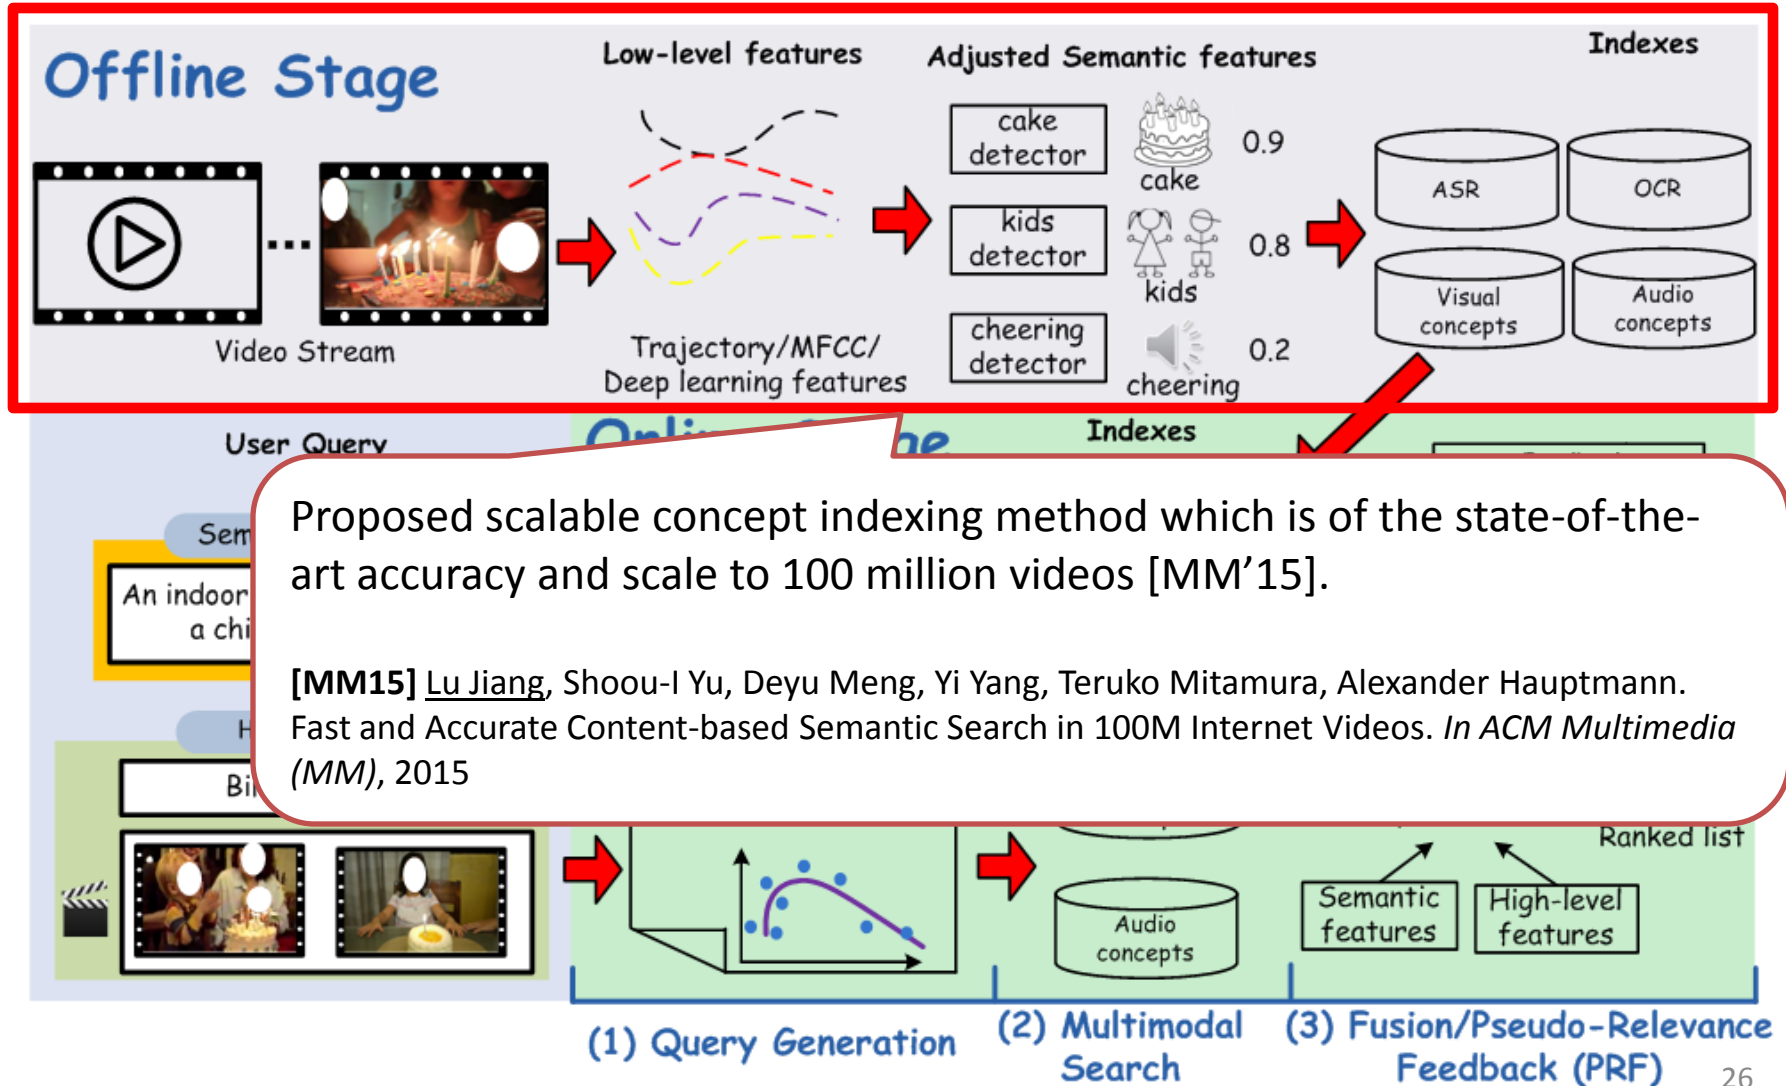 Offline Stage
Low-level features
Adjusted Semantic features
Indexes
cake
detector
cake
0.9
kids
detector
kids
0.8
cheering
detector
cheering
0.2
ASR
OCR
Visual
concepts
Audio
concepts
Video Stream
Trajectory/MFCC/
Deep learning features
User Query
Indexes
Proposed scalable concept indexing method which is of the state-of-the-
art accuracy and scale to 100 million videos [MM’15].
[MM15] Lu Jiang, Shoou-I Yu, Deyu Meng, Yi Yang, Teruko Mitamura, Alexander Hauptmann.
Fast and Accurate Content-based Semantic Search in 100M Internet Videos. In ACM Multimedia
(MM), 2015
An indoor
Ranked list
Audio
concepts
Semantic
features
High-level
features
(1) Query Generation
(2) Multimodal
Search
(3) Fusion/Pseudo-Relevance
Feedback (PRF)
26